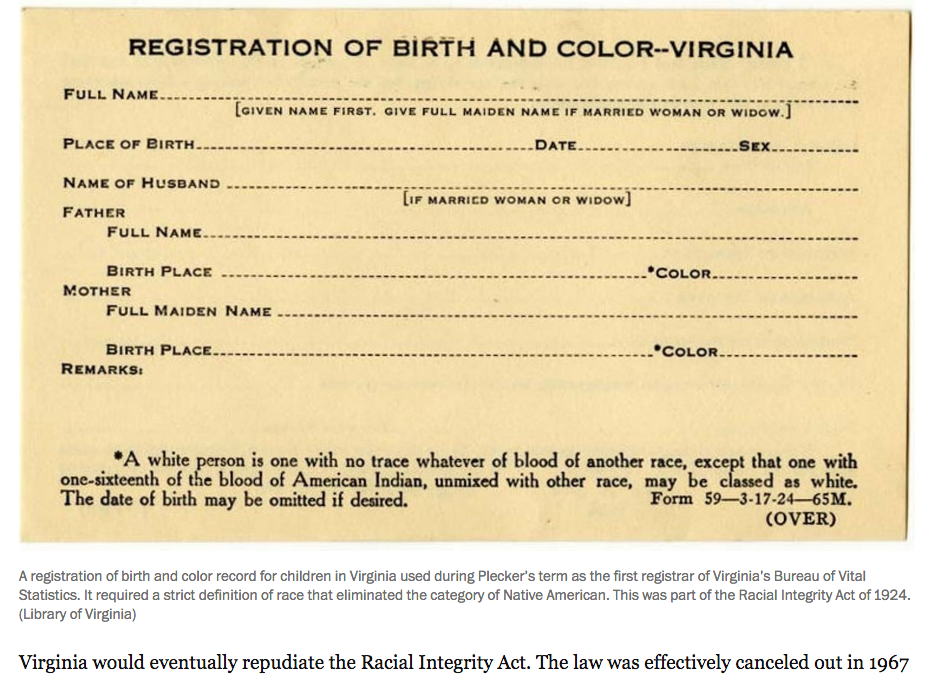 REGISTRATION OF BIRTH AND COLOR--VIRGINIA
FULL NAME
[GIVEN NAME FIRST. GIVE FULL MAIDEN NAME IF MARRIED WOMAN OR WIDOW.]
PLACE OF BIRTH DATE SEX
NAME OF HUSBAND
[IF MARRIED WOMAN OR WIDOW]
FATHER
FULL NAME
BIRTH PLACE *COLOR
MOTHER
FULL MAIDEN NAME
BIRTH PLACE *COLOR
REMARKS:
*A white person is one with no trace whatever of blood of another race, except that one with
one-sixteenth of the blood of American Indian, unmixed with other race, may be classed as white.
The date of birth may be omitted if desired. Form 59—3-17-24—65M.
(OVER)
A registration of birth and color record for children in Virginia used during Plecker's term as the first registrar of Virginia's Bureau of Vital
Statistics. It required a strict definition of race that eliminated the category of Native American. This was part of the Racial Integrity Act of 1924.
(Library of Virginia)
Virginia would eventually repudiate the Racial Integrity Act. The law was effectively canceled out in 1967